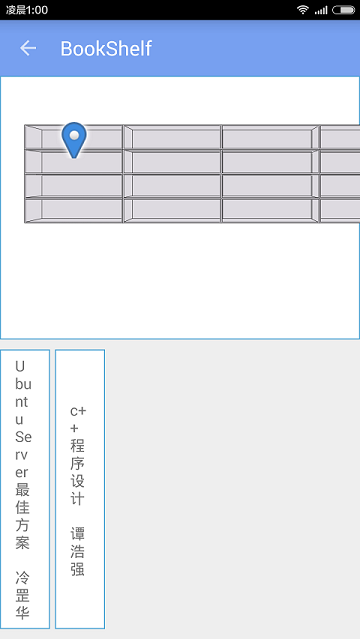 凌晨1:00
BookShelf
U
bu
nt
u
Se
rv
er
最
佳
方
案
冷
罡
华
c+
+
程
序
设
计
谭
浩
强